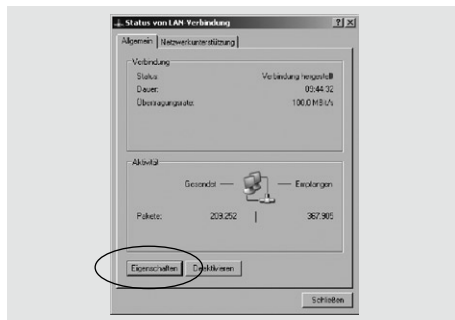 Status von LAN-Verbindung
Allgemein Netzwerkunterstützung
Verbindung
Status: Verbindung hergestellt
Dauer: 09:44:32
Übertragungsrate: 100,0 MBit/s
Aktivität
Gesendet — — Empfangen
Pakete: 209.252 | 367.905
Eigenschaften Deaktivieren
Schließen